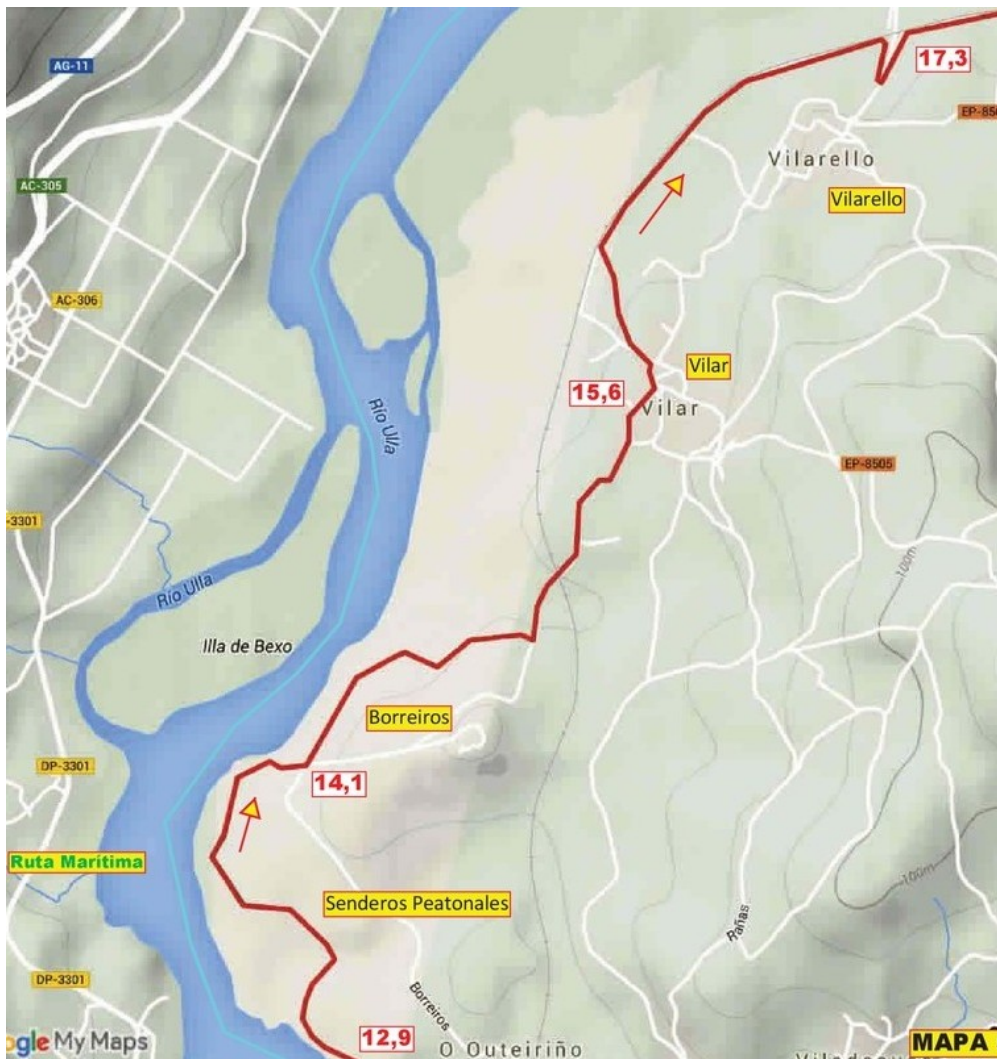 AG-11
17,3
EP-850
Vilarello
AC-305
Vilarello
AC-306
Vilar
15,6
Vilar
Río Ulla
EP-8505
-3301
100m
Río Ulla
Illa de Bexo
Borreiros
DP-3301
14,1
Ruta Marítima
100m
Senderos Peatonales
Rañas
DP-3301
Borreiros
12,9
ogle My Maps
O Outeiriño
MAPA